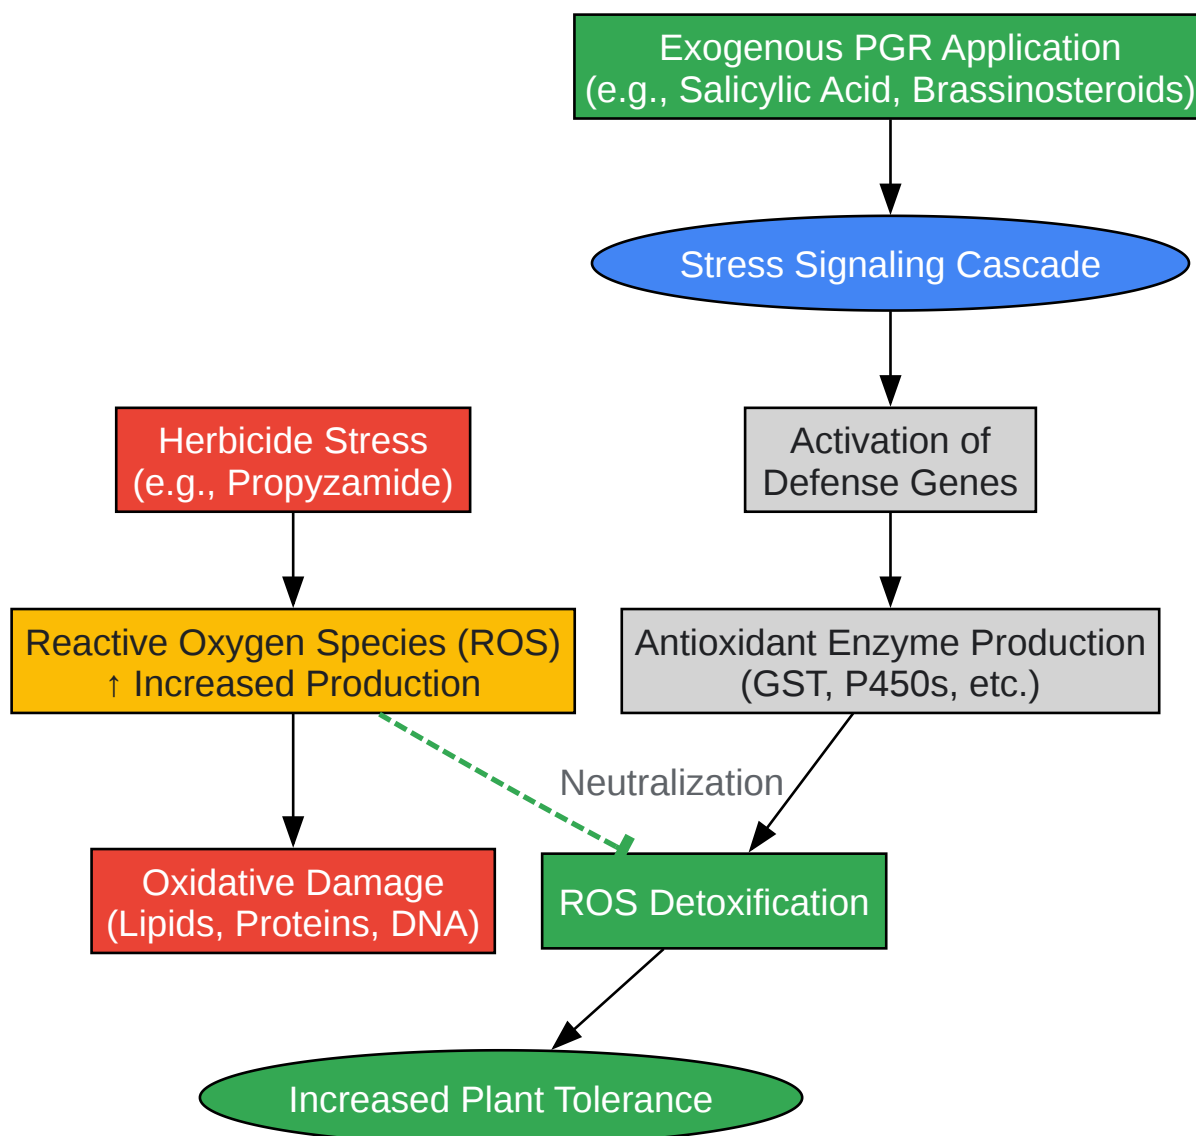 Exogenous PGR Application
(e.g., Salicylic Acid, Brassinosteroids)
Stress Signaling Cascade
Herbicide Stress
(e.g., Propyzamide)
Activation of
Defense Genes
Reactive Oxygen Species (ROS)
↑ Increased Production
Antioxidant Enzyme Production
(GST, P450s, etc.)
Neutralization
Oxidative Damage
(Lipids, Proteins, DNA)
ROS Detoxification
Increased Plant Tolerance